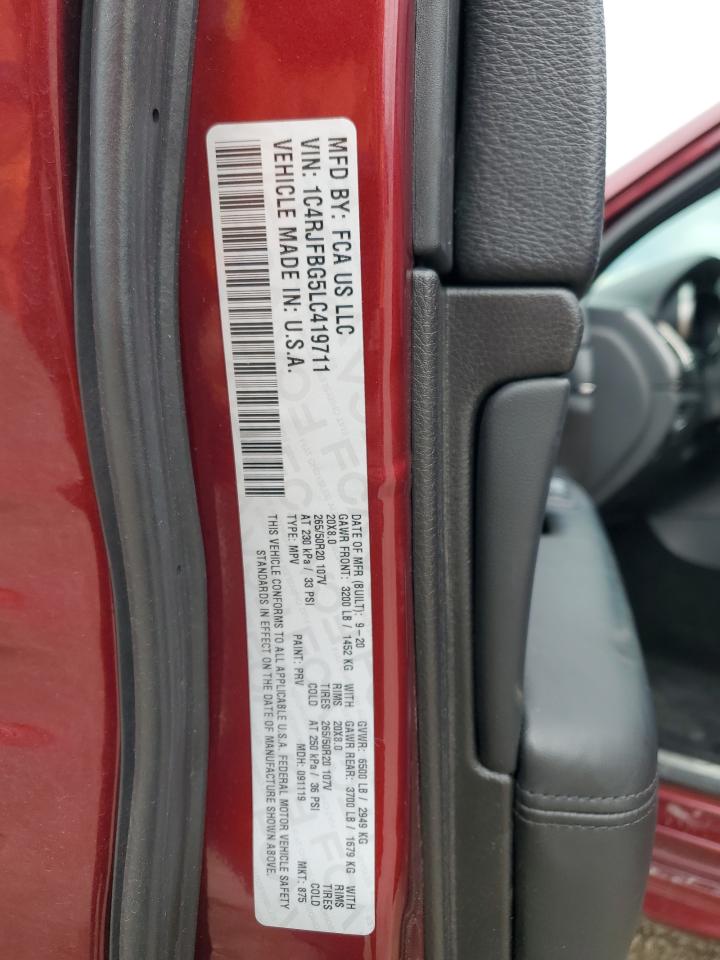 MFD BY: FCA US LLC
VIN: 1C4RJFBG5LC419711
VEHICLE MADE IN: U.S.A.
DATE OF MFR (BUILT): 9-20 GVWR: 6500 LB / 2949 KG
GAWR FRONT: 3200 LB / 1452 KG WITH GAWR REAR: 3700 LB / 1679 KG WITH
20X8.0 RIMS 20X8.0 RIMS
265/50R20 107V TIRES 265/50R20 107V TIRES
AT 230 kPa / 33 PSI COLD AT 250 kPa / 36 PSI COLD
TYPE: MPV PAINT: PRV MDH: 091119 MKT: 875
THIS VEHICLE CONFORMS TO ALL APPLICABLE U.S.A. FEDERAL MOTOR VEHICLE SAFETY
STANDARDS IN EFFECT ON THE DATE OF MANUFACTURE SHOWN ABOVE.